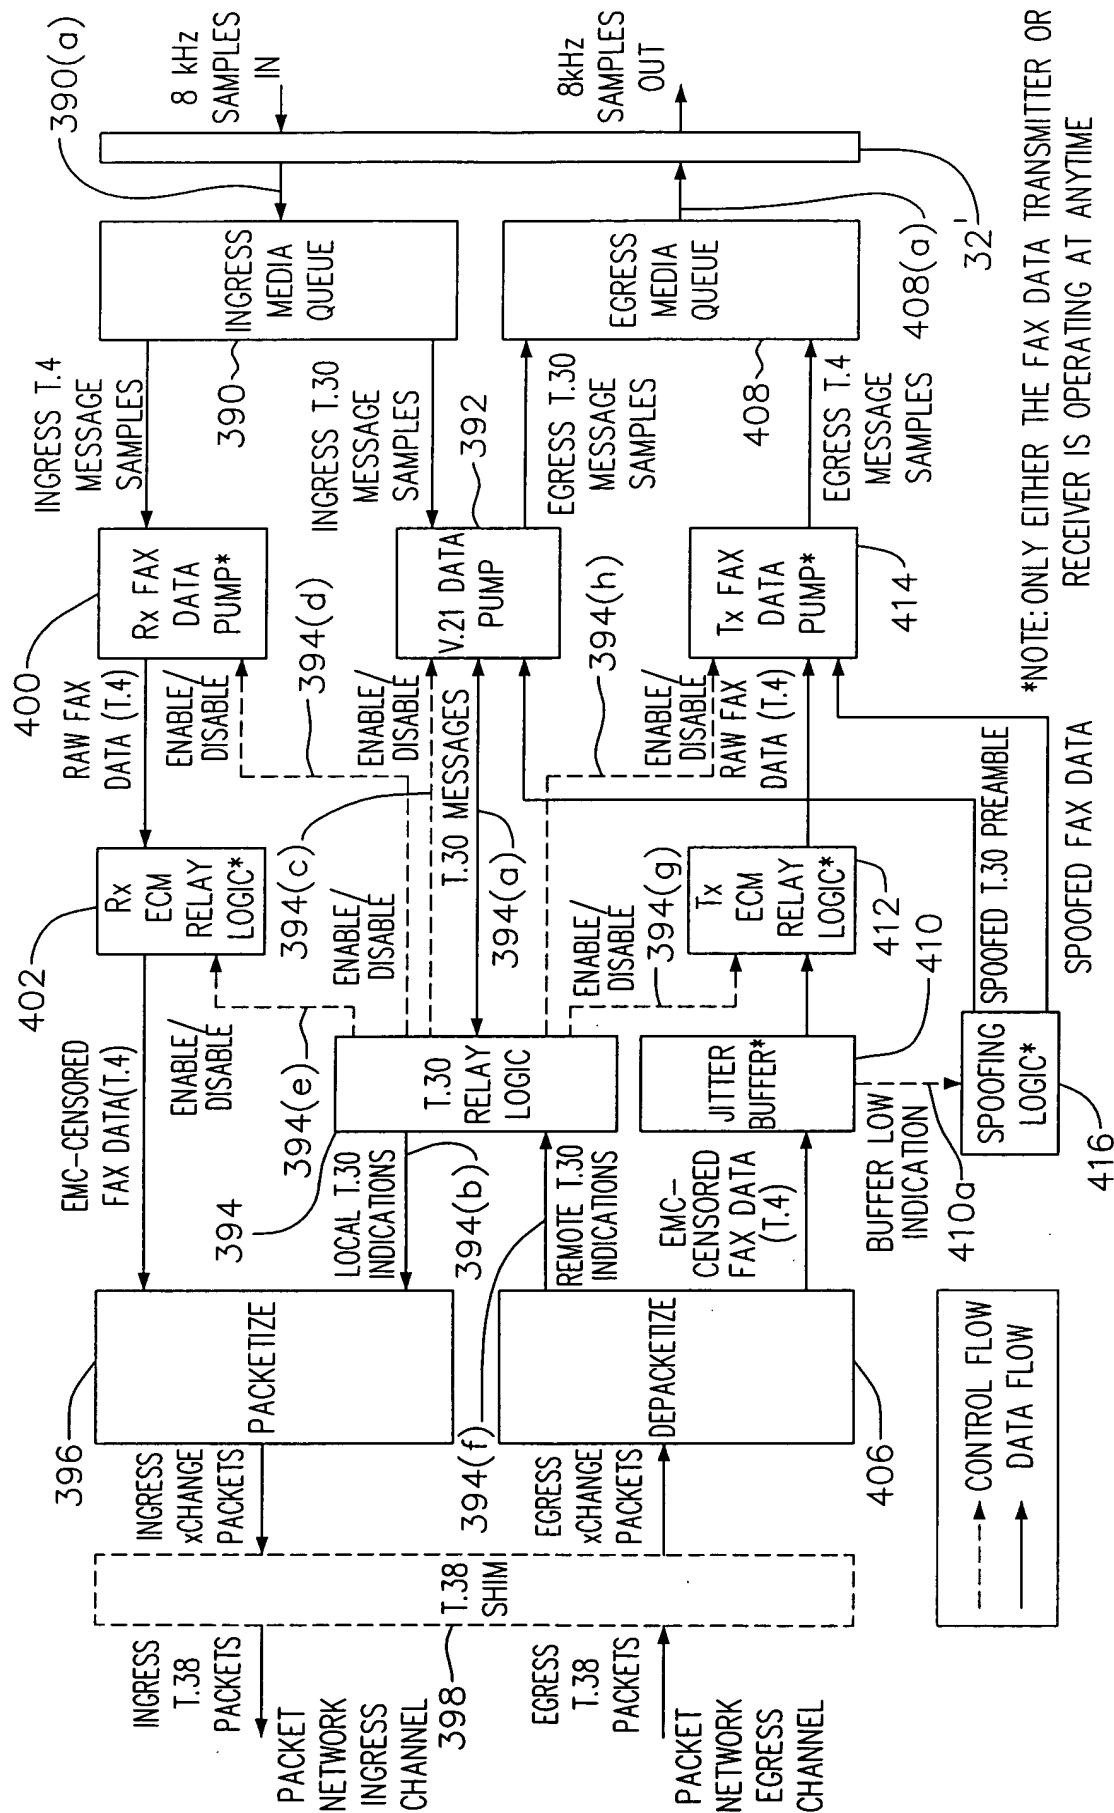 8 kHz
SAMPLES
IN
390(a)
8kHz
SAMPLES
OUT
32'
INGRESS
MEDIA
QUEUE
390
EGRESS
MEDIA
QUEUE
408
408(a)
INGRESS T.4
MESSAGE
SAMPLES
INGRESS T.30
MESSAGE
SAMPLES
EGRESS T.30
MESSAGE
SAMPLES
EGRESS T.4
MESSAGE
SAMPLES
Rx FAX
DATA
PUMP*
400
V.21 DATA
PUMP
392
Tx FAX
DATA
PUMP*
414
RAW FAX
DATA (T.4)
ENABLE/
DISABLE
394(d)
ENABLE/
DISABLE
394(c)
T.30 MESSAGES
394(a)
394(h)
ENABLE/
DISABLE
RAW FAX
DATA (T.4)
Rx
ECM
RELAY
LOGIC*
402
ENABLE/
DISABLE
ENABLE/
DISABLE
394(g)
Tx
ECM
RELAY
LOGIC*
412
EMC-CENSORED
FAX DATA(T.4)
ENABLE/
DISABLE
394(e)
T.30
RELAY
LOGIC
394
JITTER
BUFFER*
410
SPOOFING
LOGIC*
416
SPOOFED T.30 PREAMBLE
SPOOFED FAX DATA
LOCAL T.30
INDICATIONS
394(b)
REMOTE T.30
INDICATIONS
394(f)
EMC-
CENSORED
FAX DATA
(T.4)
BUFFER LOW
INDICATION
410a
PACKETIZE
396
DEPACKETIZE
406
INGRESS
xCHANGE
PACKETS
EGRESS
xCHANGE
PACKETS
T.38
SHIM
398
INGRESS
T.38
PACKETS
EGRESS
T.38
PACKETS
PACKET
NETWORK
INGRESS
CHANNEL
PACKET
NETWORK
EGRESS
CHANNEL
CONTROL FLOW
DATA FLOW
*NOTE: ONLY EITHER THE FAX DATA TRANSMITTER OR
RECEIVER IS OPERATING AT ANYTIME